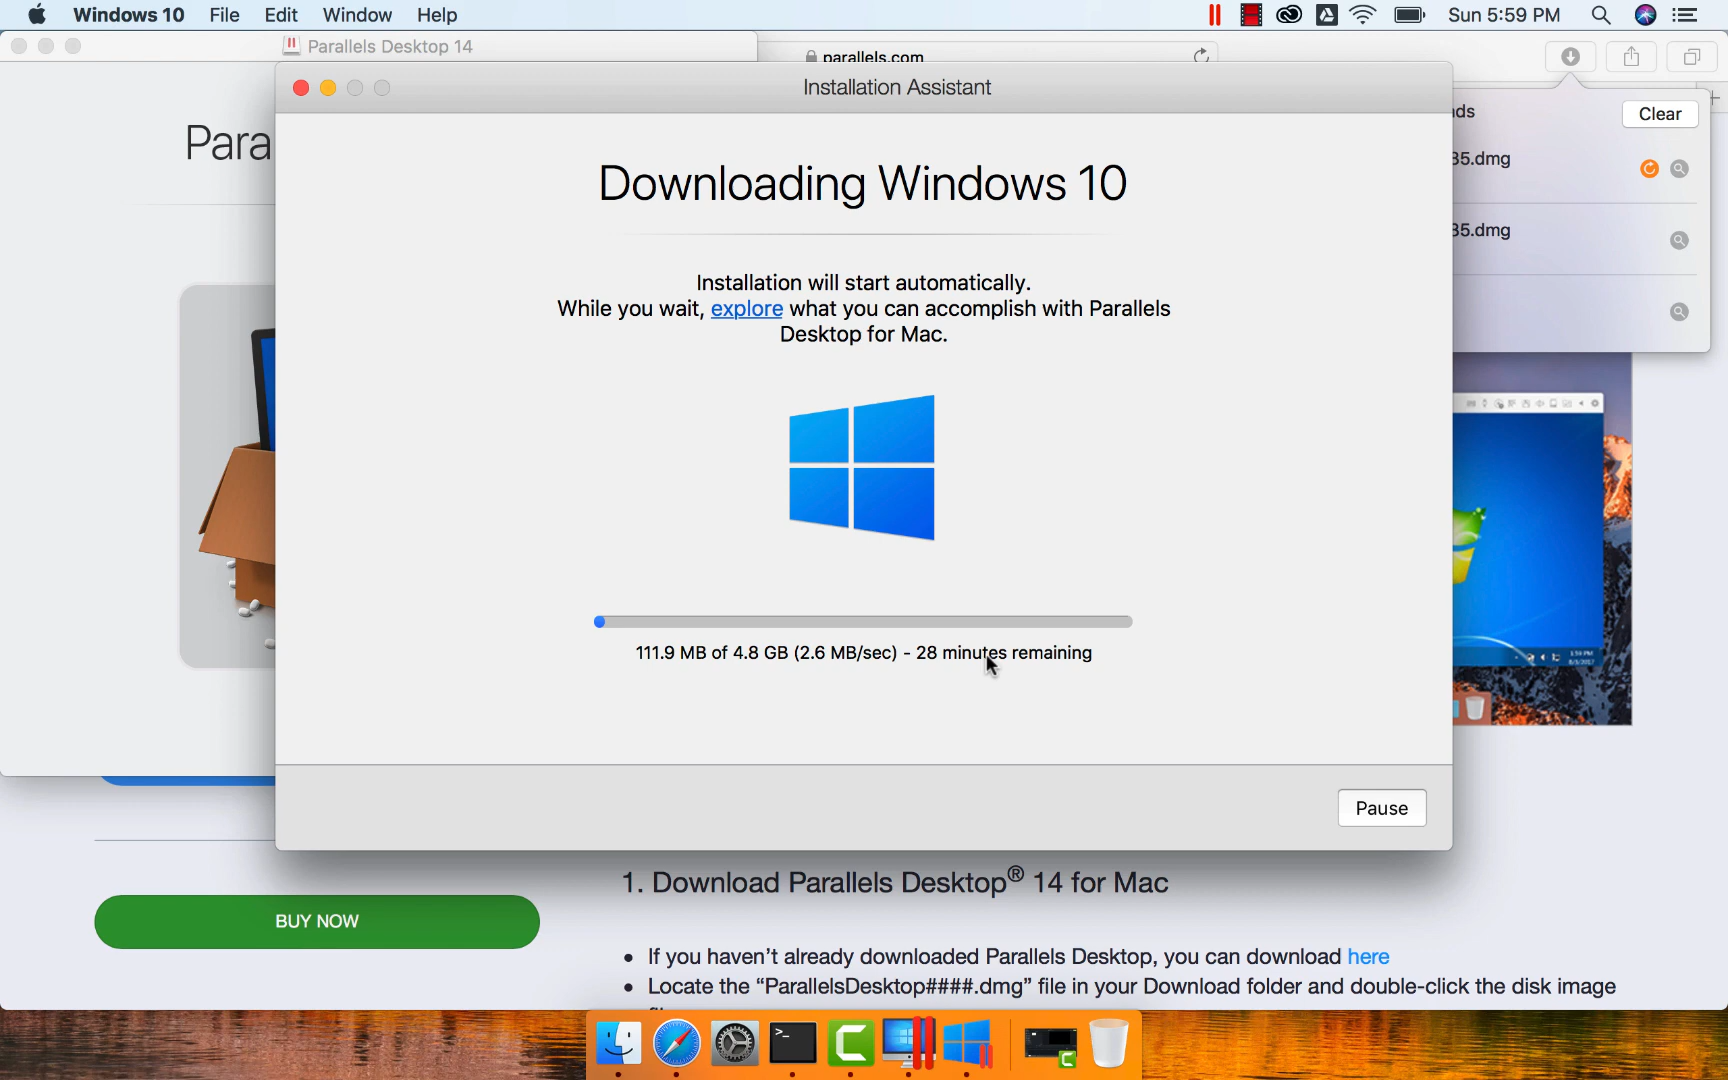 Windows 10 File Edit Window Help
Sun 5:59 PM
Parallels Desktop 14
parallels.com
Installation Assistant
Clear
35.dmg
35.dmg
Para
Downloading Windows 10
Installation will start automatically.
While you wait, explore what you can accomplish with Parallels
Desktop for Mac.
111.9 MB of 4.8 GB (2.6 MB/sec) - 28 minutes remaining
Pause
1. Download Parallels Desktop® 14 for Mac
BUY NOW
• If you haven’t already downloaded Parallels Desktop, you can download here
• Locate the “ParallelsDesktop####.dmg” file in your Download folder and double-click the disk image